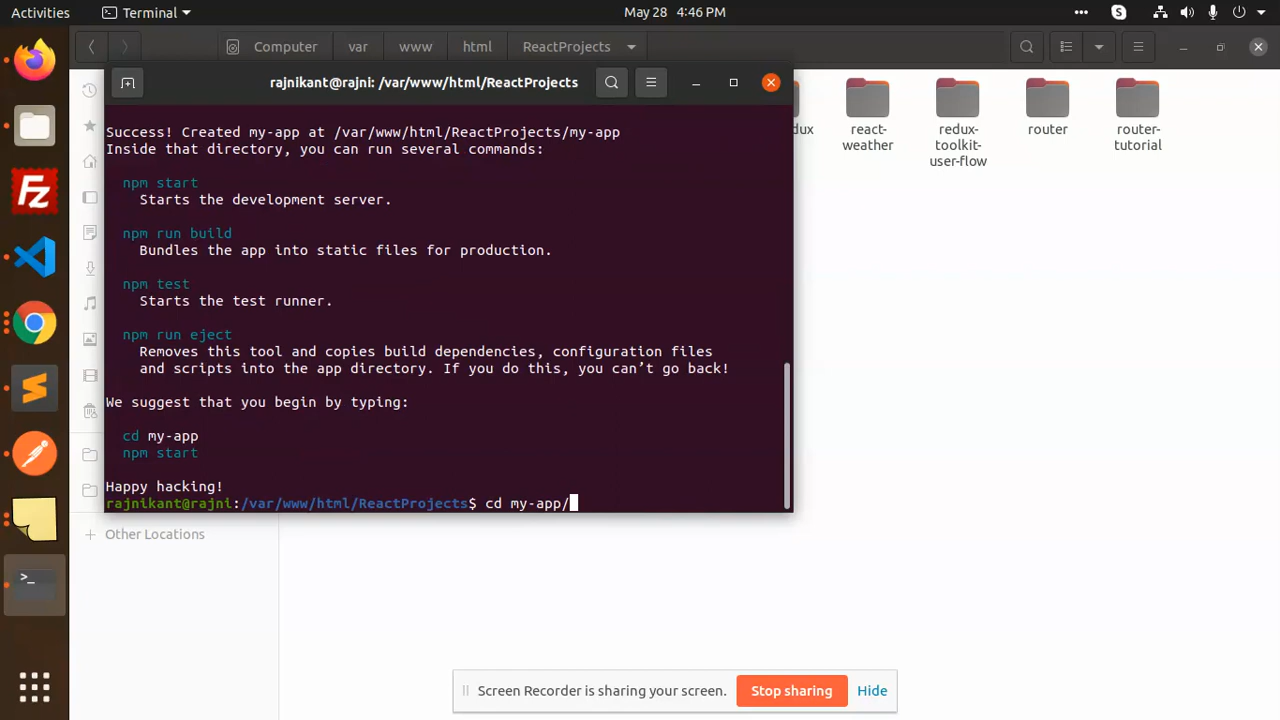 Activities
Terminal
May 28 4:46 PM
Computer
var
www
html
ReactProjects
rajnikant@rajni: /var/www/html/ReactProjects
dux
react-
weather
redux-
toolkit-
user-flow
router
router-
tutorial
Success! Created my-app at /var/www/html/ReactProjects/my-app
Inside that directory, you can run several commands:
npm start
Starts the development server.
npm run build
Bundles the app into static files for production.
npm test
Starts the test runner.
npm run eject
Removes this tool and copies build dependencies, configuration files
and scripts into the app directory. If you do this, you can’t go back!
We suggest that you begin by typing:
cd my-app
npm start
Happy hacking!
rajnikant@rajni:/var/www/html/ReactProjects$ cd my-app/
Other Locations
Screen Recorder is sharing your screen.
Stop sharing
Hide